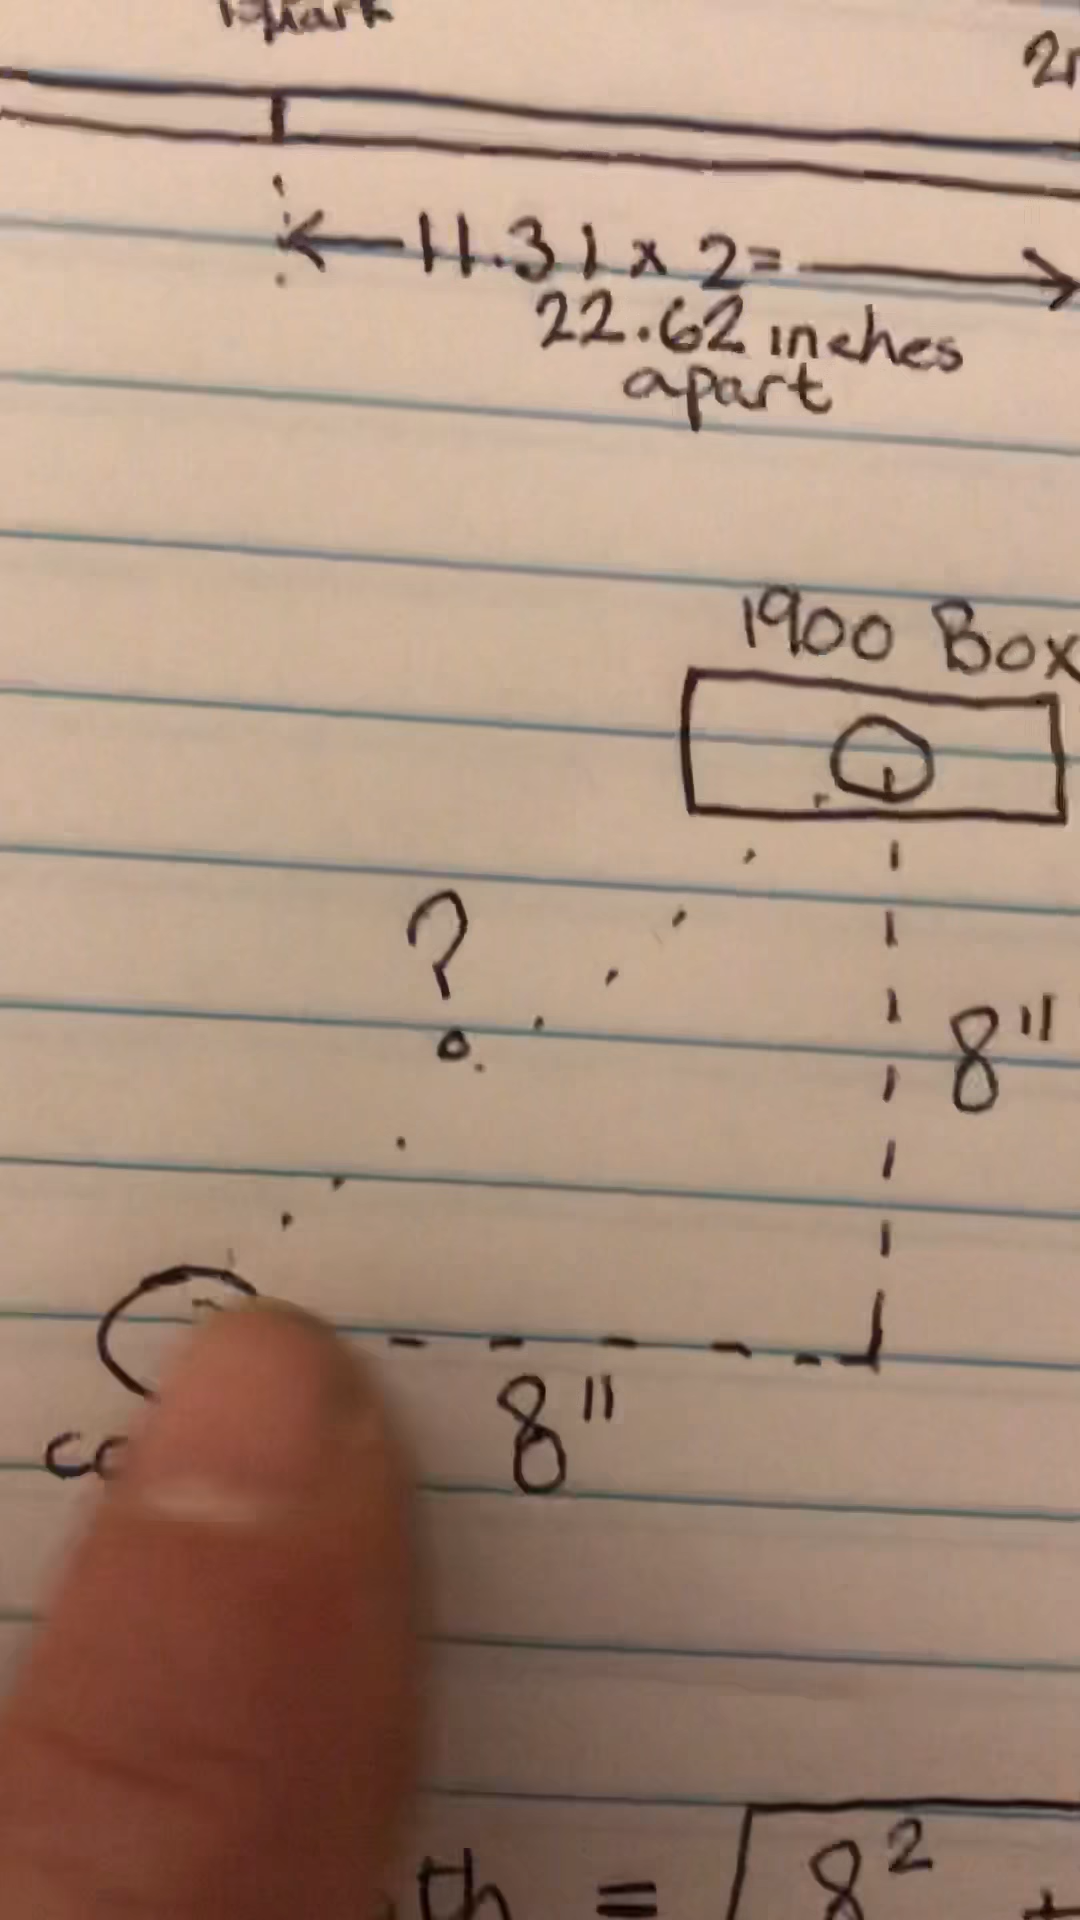 11.31 x 2=
22.62 inches
apart
1900 Box
?
8"
8"
= √8² +